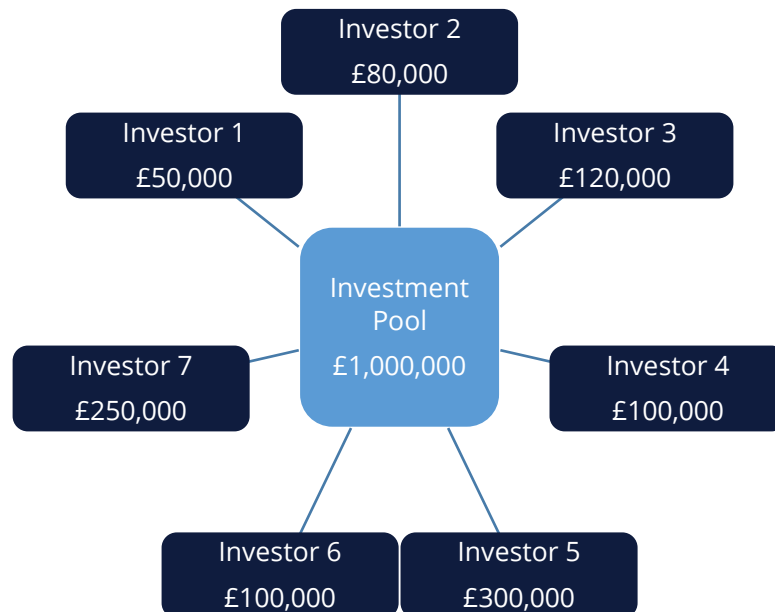 Investor 2
£80,000
Investor 1
£50,000
Investor 3
£120,000
Investment
Pool
£1,000,000
Investor 7
£250,000
Investor 4
£100,000
Investor 6
£100,000
Investor 5
£300,000